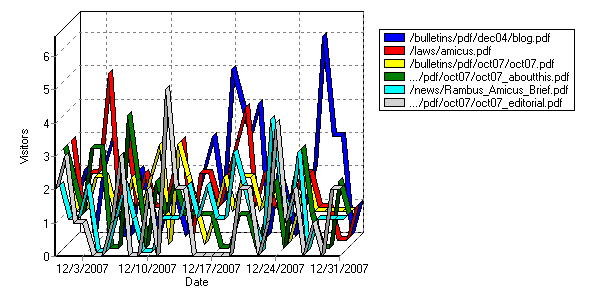 /bulletins/pdf/dec04/blog.pdf
/laws/amicus.pdf
/bulletins/pdf/oct07/oct07.pdf
.../pdf/oct07/oct07_aboutthis.pdf
/news/Rambus_Amicus_Brief.pdf
.../pdf/oct07/oct07_editorial.pdf
Visitors
6
5
4
3
2
1
0
12/3/2007 12/10/2007 12/17/2007 12/24/2007 12/31/2007
Date